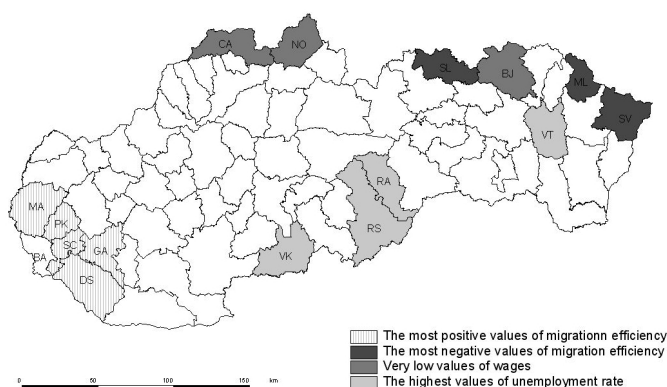 CA
NO
SL
BJ
ML
SV
VT
RA
RS
VK
MA
PK
SC
GA
BA
DS
The most positive values of migrationn efficiency
The most negative values of migration efficiency
Very low values of wages
The highest values of unemployment rate
0 50 100 150 km